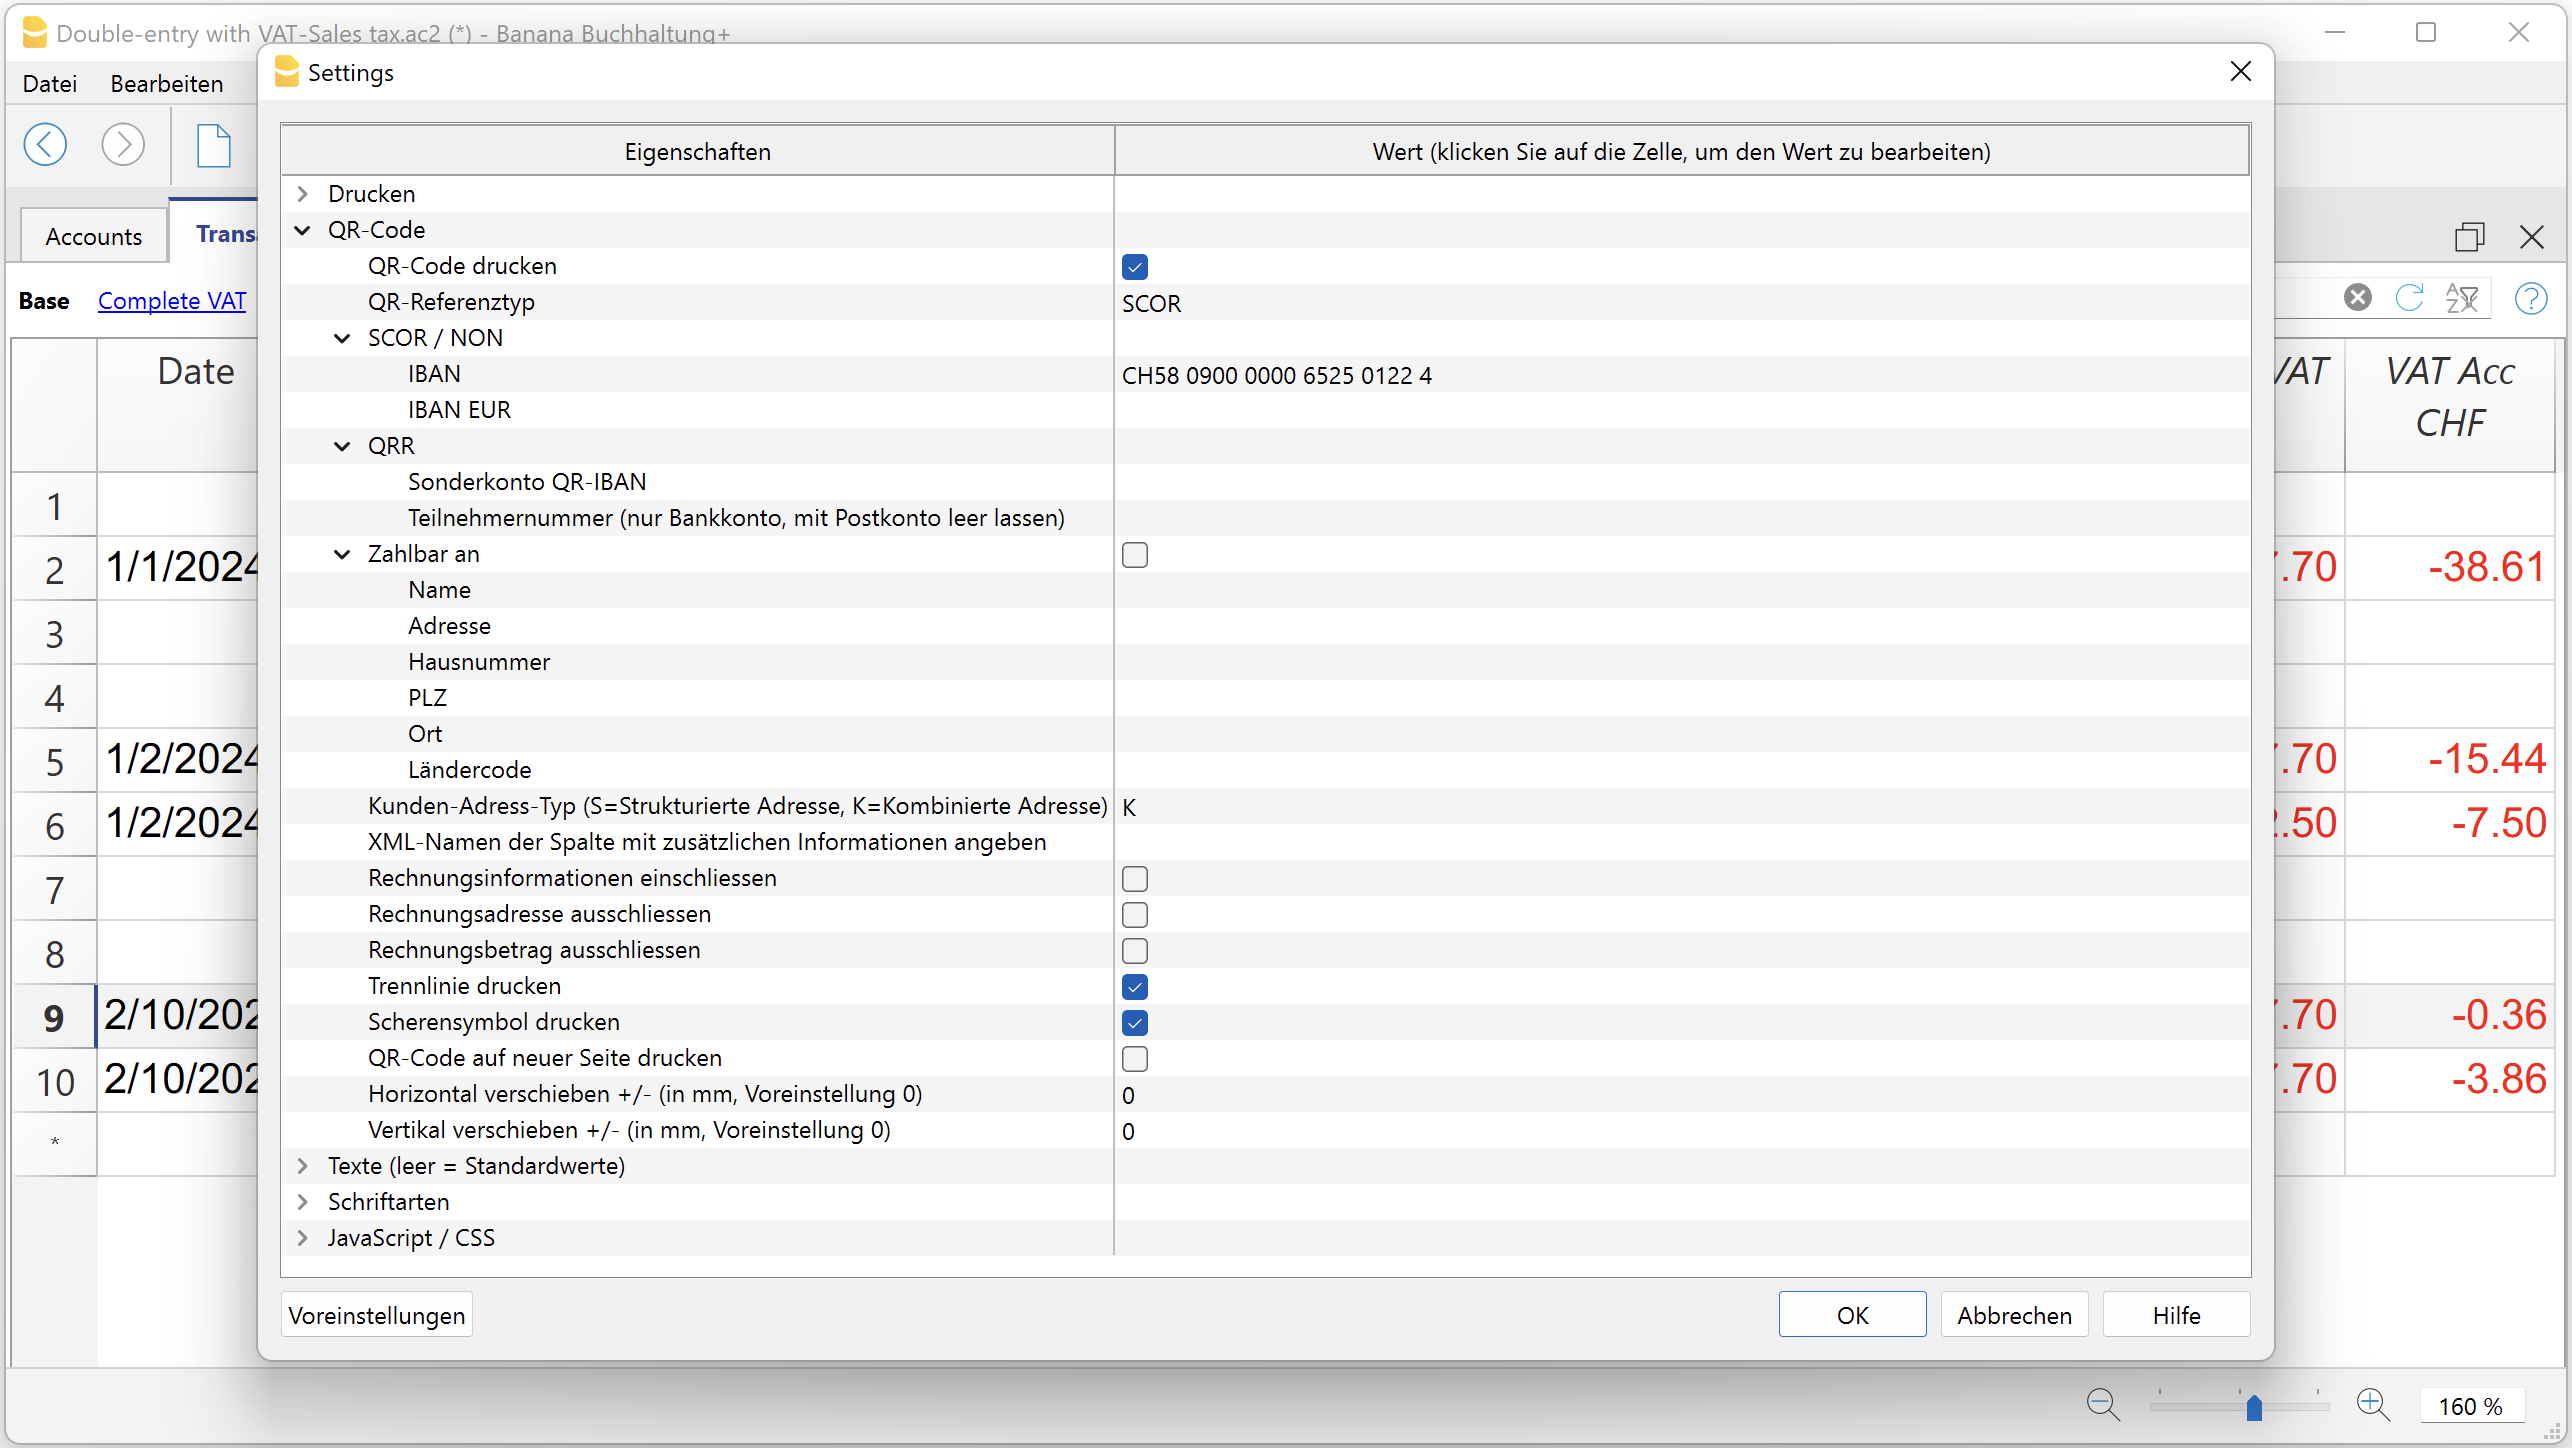 Double-entry with VAT-Sales tax.ac2 (*) - Banana Buchhaltung+
Settings
Datei Bearbeiten
Accounts
Base Complete VAT
Date
VAT Acc
CHF
1
2 1/1/2024 -38.61
3
4
5 1/2/2024 -15.44
6 1/2/2024 -7.50
7
8
9 2/10/202 -0.36
10 2/10/202 -3.86
*
Eigenschaften Wert (klicken Sie auf die Zelle, um den Wert zu bearbeiten)
Drucken
QR-Code
QR-Code drucken
QR-Referenztyp SCOR
SCOR / NON
IBAN CH58 0900 0000 6525 0122 4
IBAN EUR
QRR
Sonderkonto QR-IBAN
Teilnehmernummer (nur Bankkonto, mit Postkonto leer lassen)
Zahlbar an
Name
Adresse
Hausnummer
PLZ
Ort
Ländercode
Kunden-Adress-Typ (S=Strukturierte Adresse, K=Kombinierte Adresse) K
XML-Namen der Spalte mit zusätzlichen Informationen angeben
Rechnungsinformationen einschliessen
Rechnungsadresse ausschliessen
Rechnungsbetrag ausschliessen
Trennlinie drucken
Scherensymbol drucken
QR-Code auf neuer Seite drucken
Horizontal verschieben +/- (in mm, Voreinstellung 0) 0
Vertikal verschieben +/- (in mm, Voreinstellung 0) 0
Texte (leer = Standardwerte)
Schriftarten
JavaScript / CSS
Voreinstellungen OK Abbrechen Hilfe
160 %